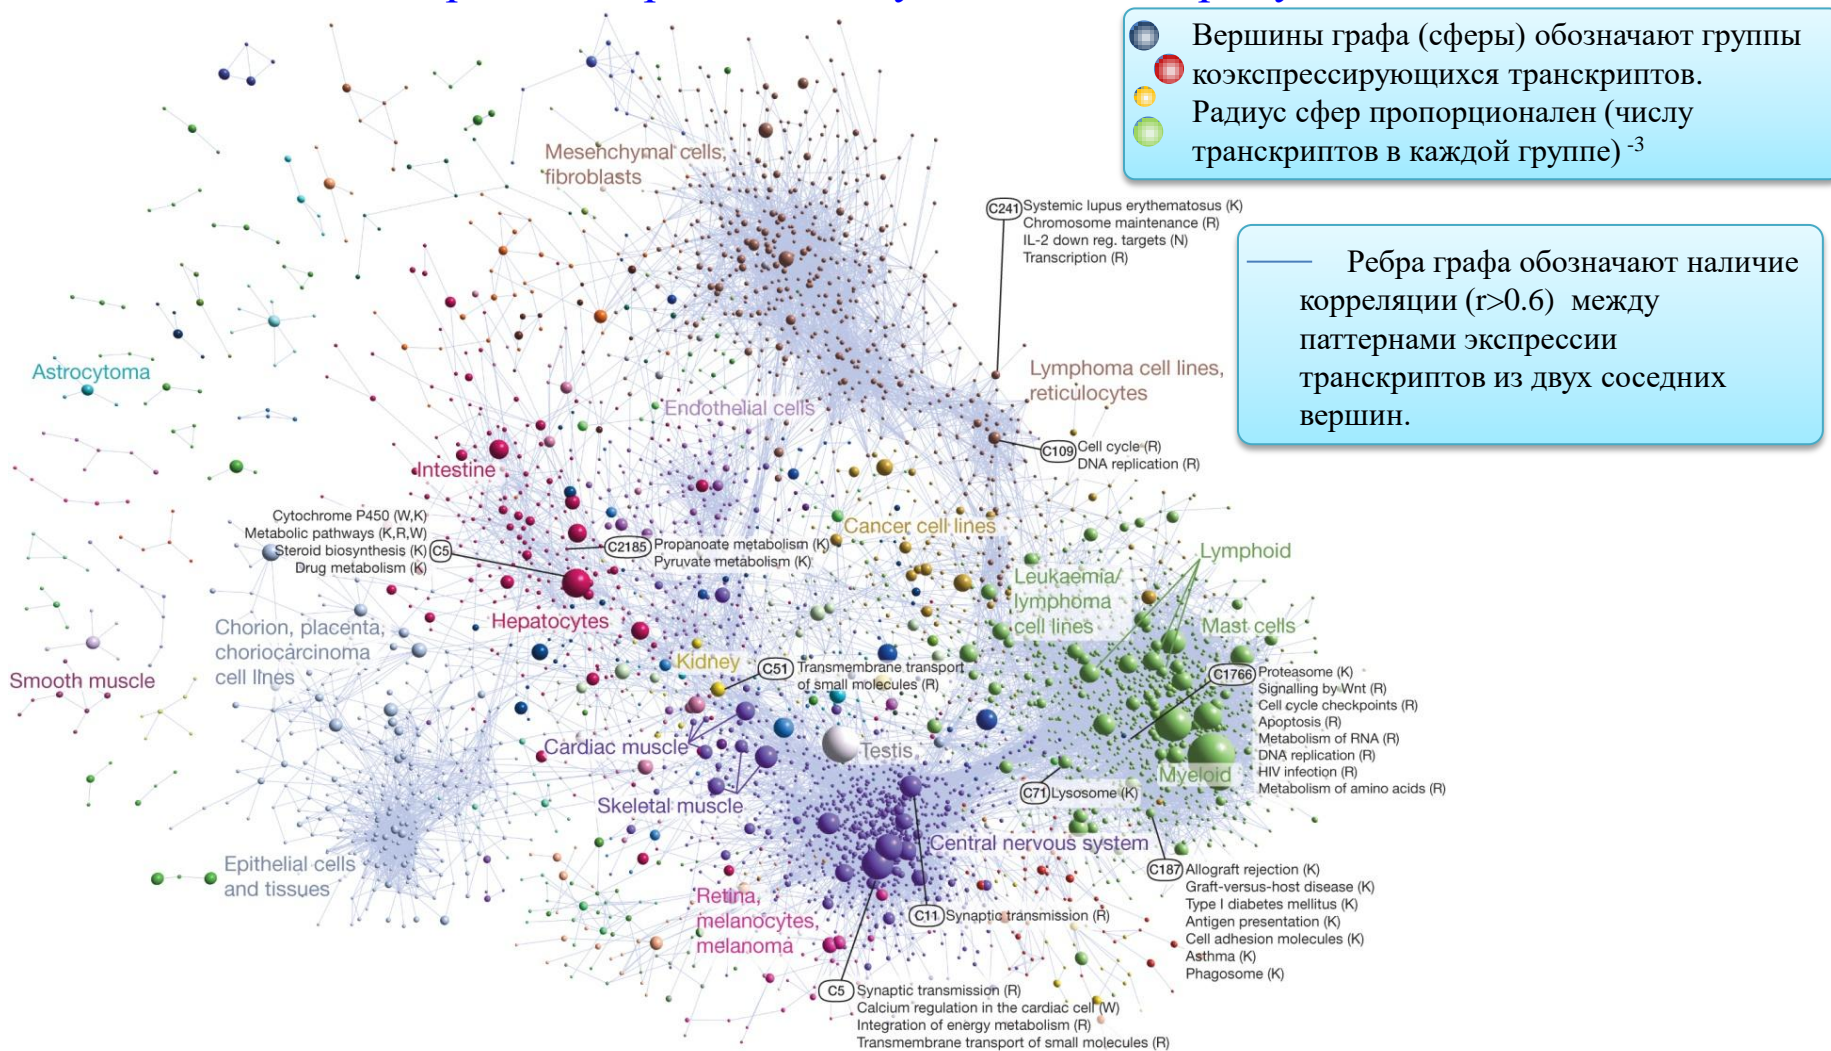 Вершины графа (сферы) обозначают группы
коэкспрессирующихся транскриптов.
Радиус сфер пропорционален (числу
транскриптов в каждой группе) -3
Ребра графа обозначают наличие
корреляции (r>0.6) между
паттернами экспрессии
транскриптов из двух соседних
вершин.
Mesenchymal cells,
fibroblasts
C241 Systemic lupus erythematosus (K)
Chromosome maintenance (R)
IL-2 down reg. targets (N)
Transcription (R)
Astrocytoma
Lymphoma cell lines,
reticulocytes
Endothelial cells
C109 Cell cycle (R)
DNA replication (R)
Intestine
Cytochrome P450 (W,K)
Metabolic pathways (K,R,W)
Steroid biosynthesis (K) C5
Drug metabolism (K)
C2185 Propanoate metabolism (K)
Pyruvate metabolism (K)
Cancer cell lines
Lymphoid
Leukaemia/
lymphoma
cell lines
Mast cells
Hepatocytes
Chorion, placenta,
choriocarcinoma
cell lines
Kidney
C51 Transmembrane transport
of small molecules (R)
Smooth muscle
C1766 Proteasome (K)
Signalling by Wnt (R)
Cell cycle checkpoints (R)
Apoptosis (R)
Metabolism of RNA (R)
DNA replication (R)
HIV infection (R)
Metabolism of amino acids (R)
Cardiac muscle
Testis
Myeloid
Skeletal muscle
C71 Lysosome (K)
Central nervous system
Epithelial cells
and tissues
C187 Allograft rejection (K)
Graft-versus-host disease (K)
Type I diabetes mellitus (K)
Antigen presentation (K)
Cell adhesion molecules (K)
Asthma (K)
Phagosome (K)
Retina,
melanocytes,
melanoma
C11 Synaptic transmission (R)
C5 Synaptic transmission (R)
Calcium regulation in the cardiac cell (W)
Integration of energy metabolism (R)
Transmembrane transport of small molecules (R)